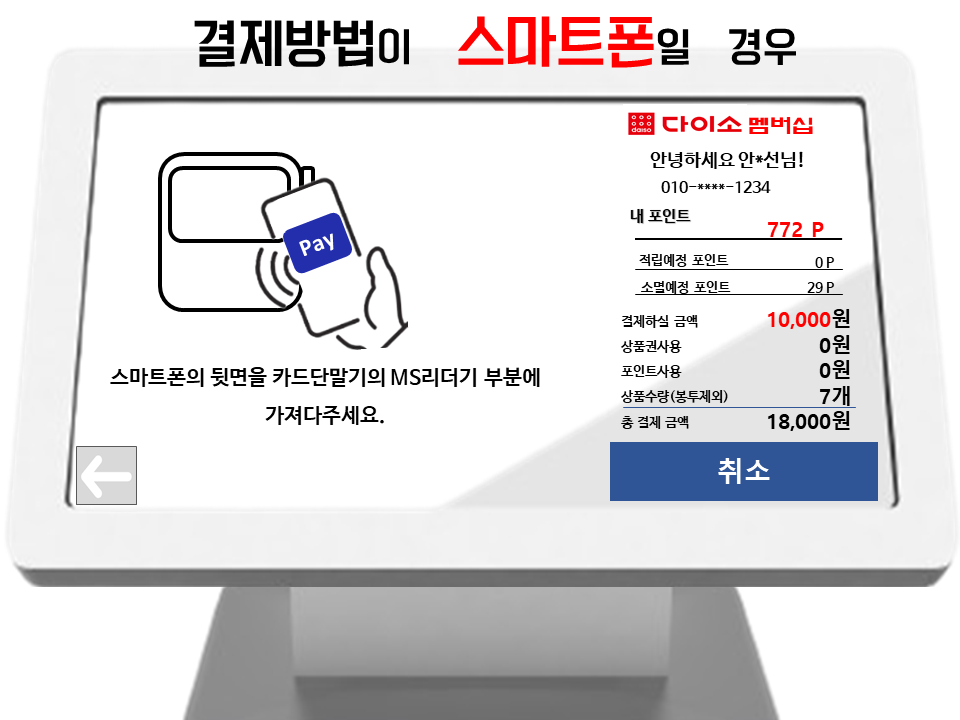 결제방법이 스마트폰일 경우
daiso 다이소 멤버십
안녕하세요 안*선님!
010-****-1234
내 포인트
772 P
적립예정 포인트 0 P
소멸예정 포인트 29 P
Pay
결제하실 금액 10,000원
상품권사용 0원
포인트사용 0원
상품수량(봉투제외) 7개
총 결제 금액 18,000원
스마트폰의 뒷면을 카드단말기의 MS리더기 부분에
가져다주세요.
취소